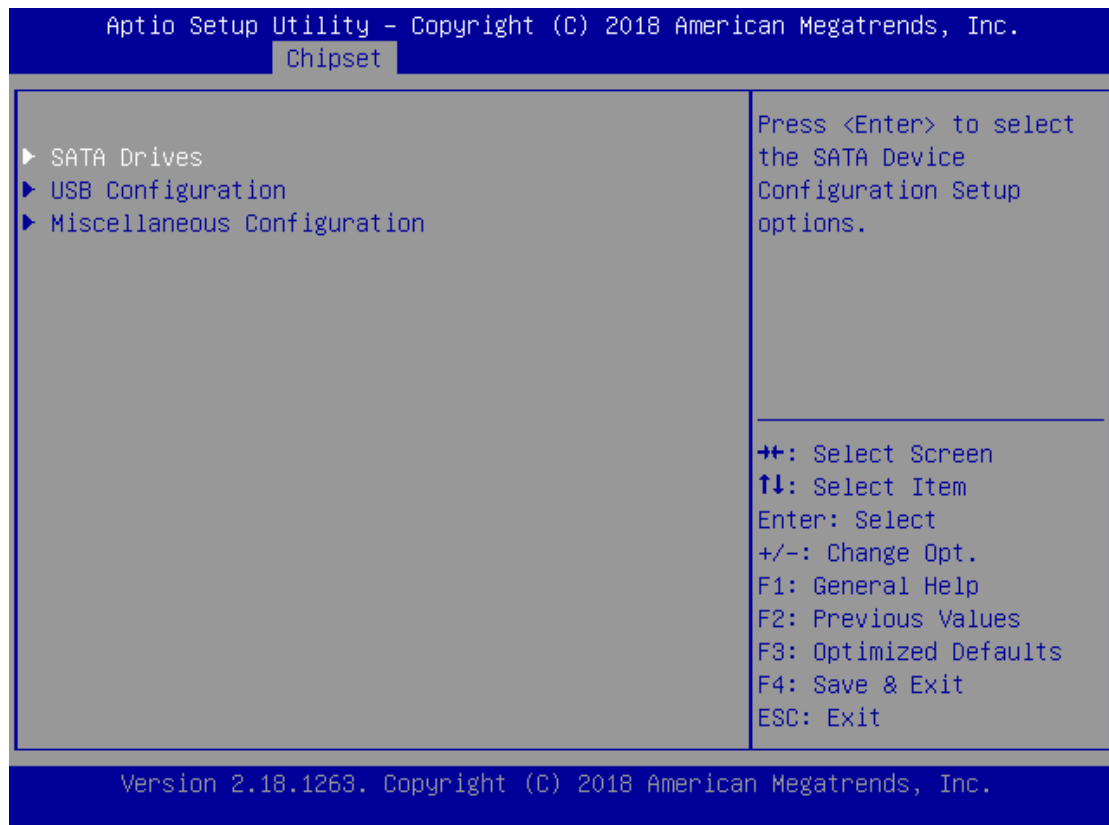 Aptio Setup Utility – Copyright (C) 2018 American Megatrends, Inc.
Chipset
▶ SATA Drives
▶ USB Configuration
▶ Miscellaneous Configuration
Press <Enter> to select
the SATA Device
Configuration Setup
options.
→←: Select Screen
↑↓: Select Item
Enter: Select
+/-: Change Opt.
F1: General Help
F2: Previous Values
F3: Optimized Defaults
F4: Save & Exit
ESC: Exit
Version 2.18.1263. Copyright (C) 2018 American Megatrends, Inc.